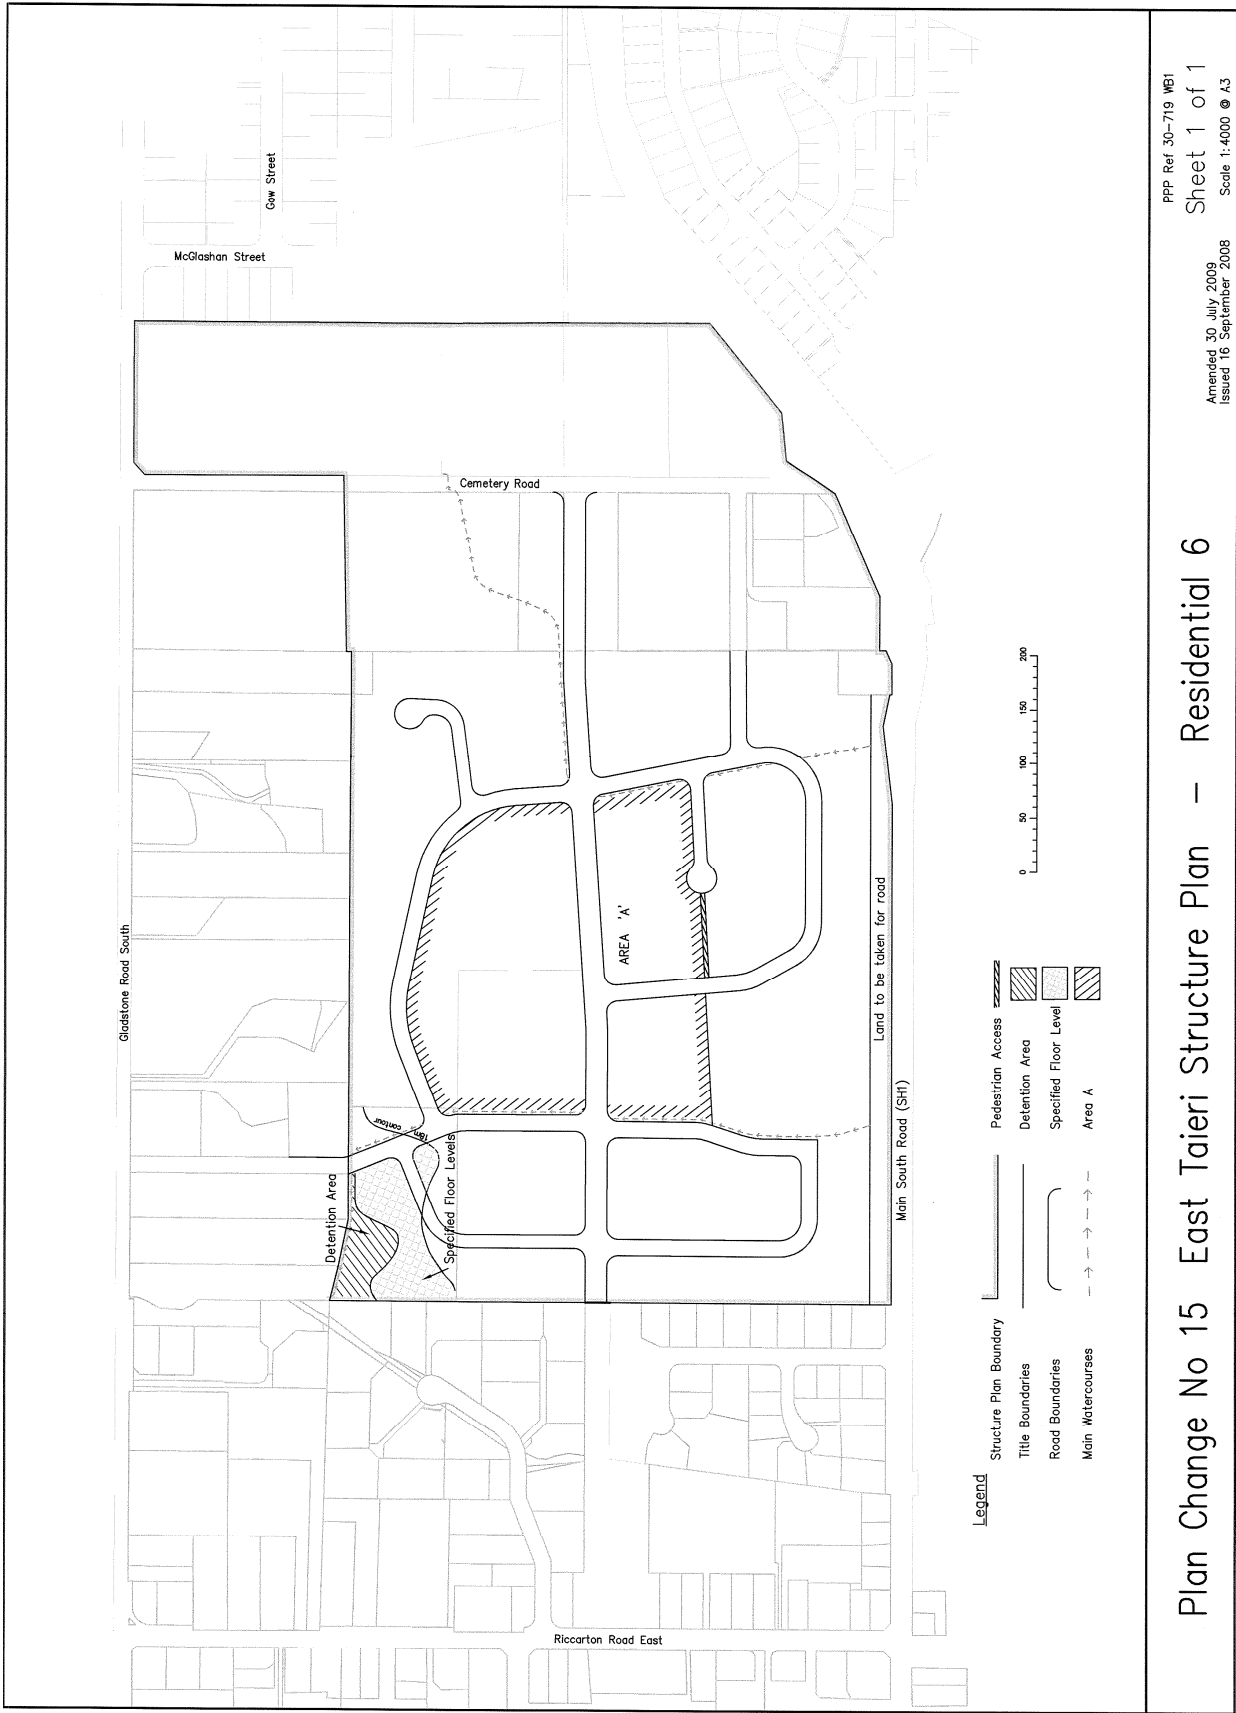 Gow Street
McGlashan Street
Cemetery Road
Gladstone Road South
AREA 'A'
Land to be taken for road
18m contour
Detention Area
Specified Floor Levels
Main South Road (SH1)
Riccarton Road East
0 50 100 150 200
Legend
Structure Plan Boundary
Title Boundaries
Road Boundaries
Main Watercourses
Pedestrian Access
Detention Area
Specified Floor Level
Area A
Plan Change No 15 East Taieri Structure Plan — Residential 6
PPP Ref 30-719 WB1
Sheet 1 of 1
Amended 30 July 2009
Issued 16 September 2008
Scale 1:4000 @ A3